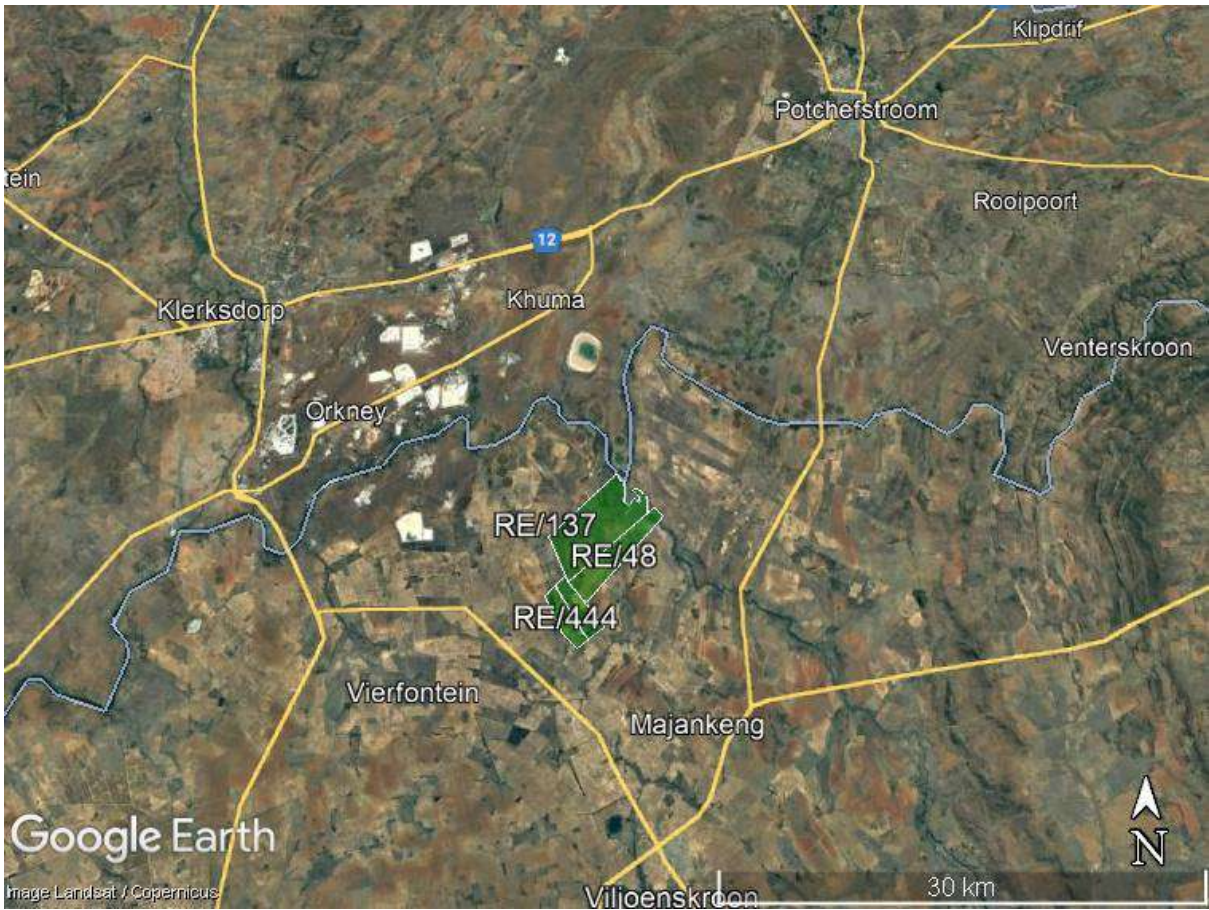 Klipdrif
Potchefstroom
tein
Rooipoort
12
Khuma
Klerksdorp
Venterskroon
Orkney
RE/137
RE/48
RE/444
Vierfontein
Majankeng
Google Earth
N
30 km
Image Landsat / Copernicus
Viljoenskroon